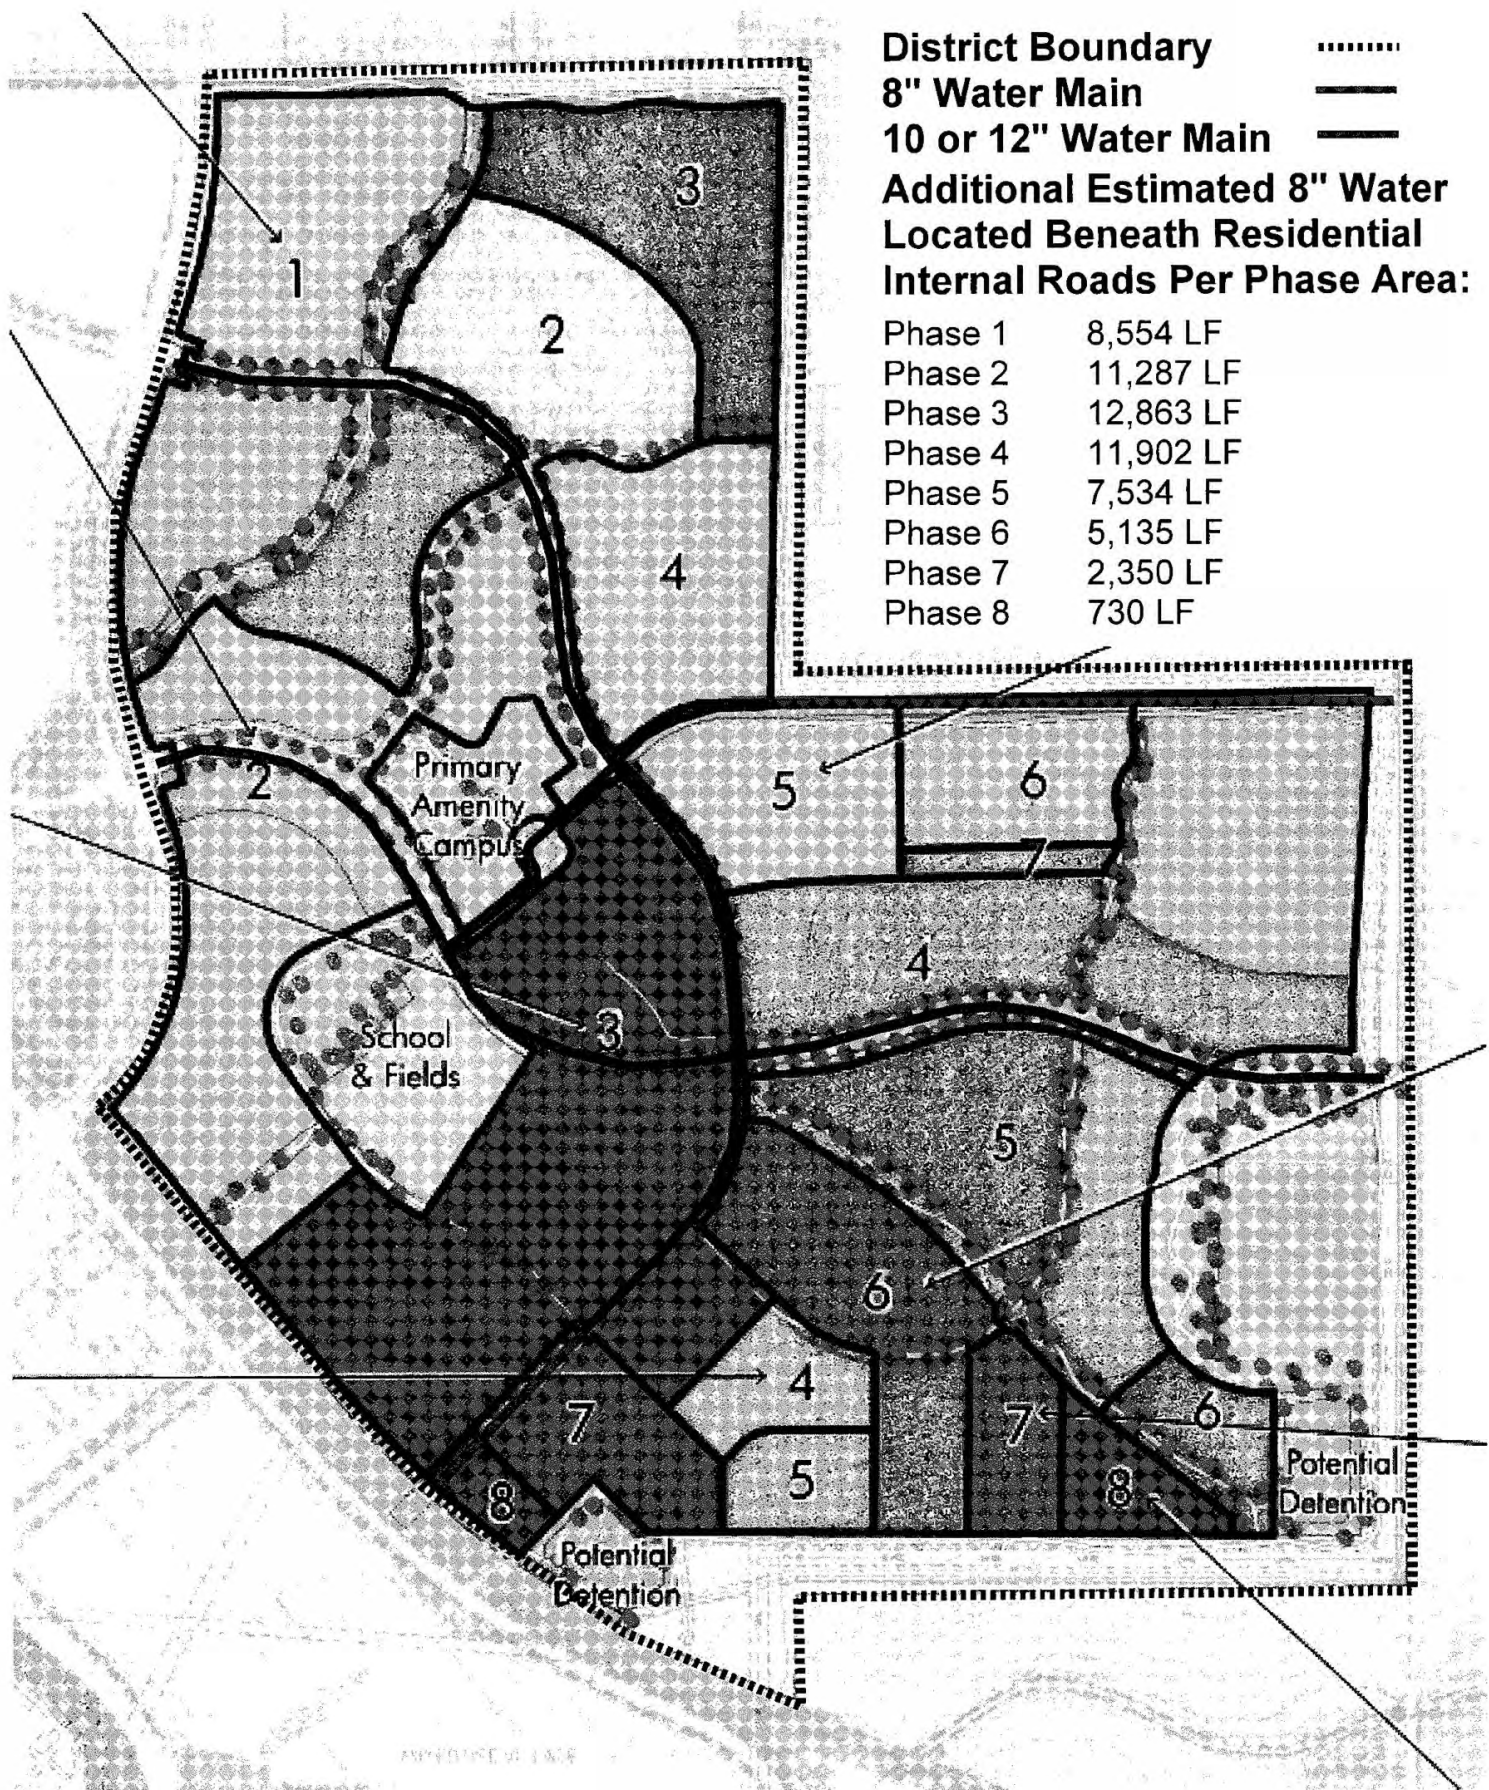 District Boundary
8" Water Main
10 or 12" Water Main
Additional Estimated 8" Water
Located Beneath Residential
Internal Roads Per Phase Area:
Phase 1 8,554 LF
Phase 2 11,287 LF
Phase 3 12,863 LF
Phase 4 11,902 LF
Phase 5 7,534 LF
Phase 6 5,135 LF
Phase 7 2,350 LF
Phase 8 730 LF
3
1
2
4
Primary
Amenity
Campus
2
5
6
7
4
School
& Fields
3
5
6
4
7
7
6
5
8
8
Potential
Detention
Potential
Detention